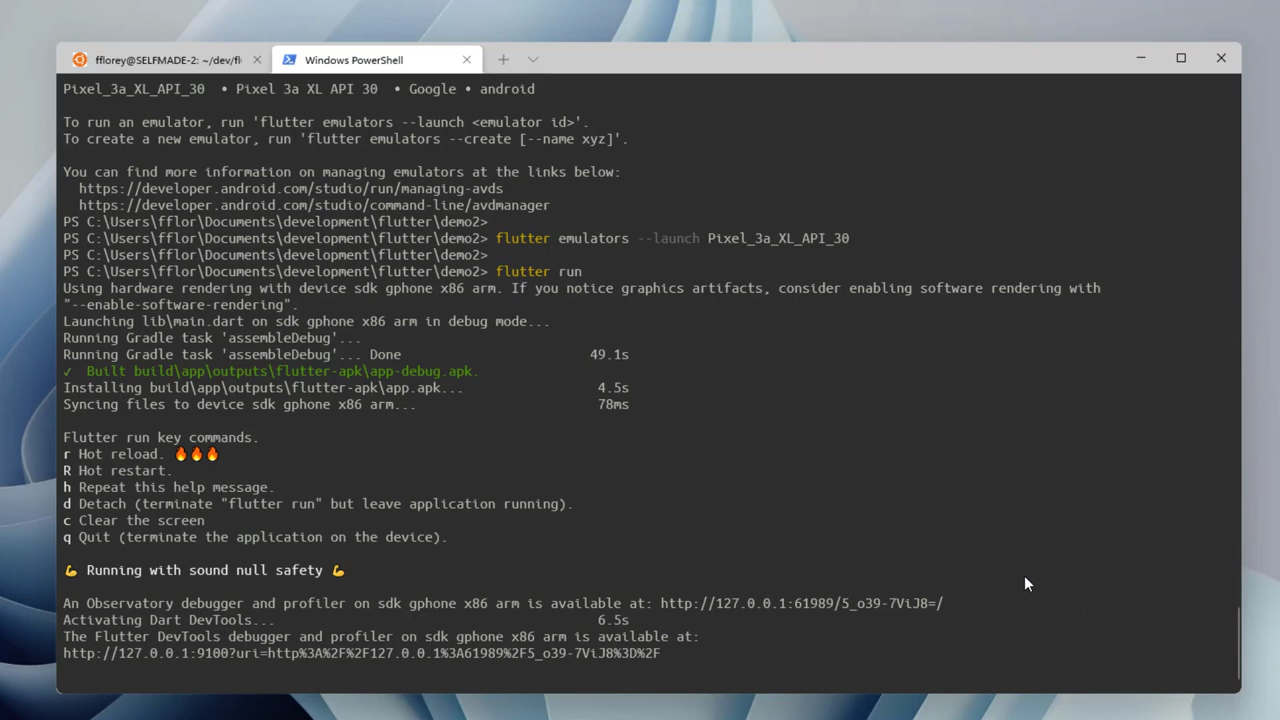 fflorey@SELFMADE-2: ~/dev/fl
Windows PowerShell
Pixel_3a_XL_API_30 • Pixel 3a XL API 30 • Google • android
To run an emulator, run 'flutter emulators --launch <emulator id>'.
To create a new emulator, run 'flutter emulators --create [--name xyz]'.
You can find more information on managing emulators at the links below:
https://developer.android.com/studio/run/managing-avds
https://developer.android.com/studio/command-line/avdmanager
PS C:\Users\fflor\Documents\development\flutter\demo2>
PS C:\Users\fflor\Documents\development\flutter\demo2> flutter emulators --launch Pixel_3a_XL_API_30
PS C:\Users\fflor\Documents\development\flutter\demo2>
PS C:\Users\fflor\Documents\development\flutter\demo2> flutter run
Using hardware rendering with device sdk gphone x86 arm. If you notice graphics artifacts, consider enabling software rendering with
"--enable-software-rendering".
Launching lib\main.dart on sdk gphone x86 arm in debug mode...
Running Gradle task 'assembleDebug'...
Running Gradle task 'assembleDebug'... Done 49.1s
✓ Built build\app\outputs\flutter-apk\app-debug.apk.
Installing build\app\outputs\flutter-apk\app.apk... 4.5s
Syncing files to device sdk gphone x86 arm... 78ms
Flutter run key commands.
r Hot reload. 🔥🔥🔥
R Hot restart.
h Repeat this help message.
d Detach (terminate "flutter run" but leave application running).
c Clear the screen
q Quit (terminate the application on the device).
💪 Running with sound null safety 💪
An Observatory debugger and profiler on sdk gphone x86 arm is available at: http://127.0.0.1:61989/5_o39-7ViJ8=/
Activating Dart DevTools... 6.5s
The Flutter DevTools debugger and profiler on sdk gphone x86 arm is available at:
http://127.0.0.1:9100?uri=http%3A%2F%2F127.0.0.1%3A61989%2F5_o39-7ViJ8%3D%2F